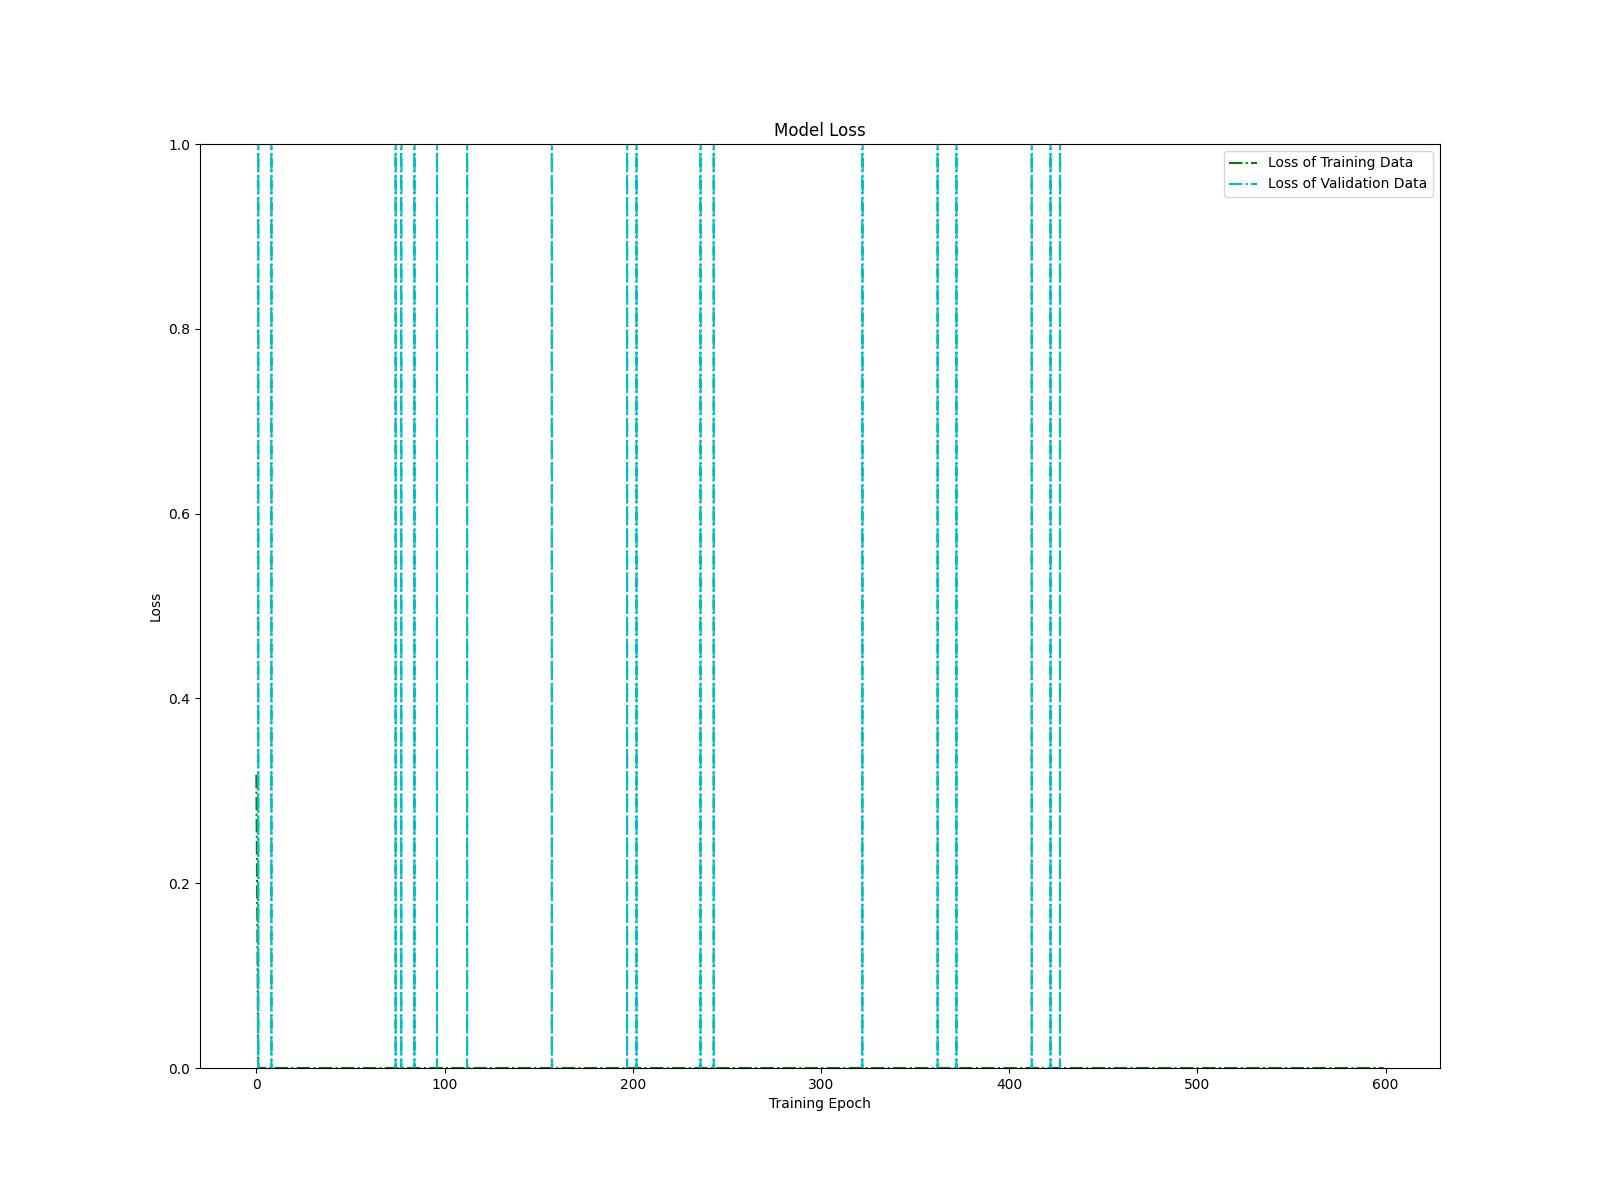 Model Loss
1.0
0.8
0.6
0.4
0.2
0.0
Loss
Loss of Training Data
Loss of Validation Data
0 100 200 300 400 500 600
Training Epoch